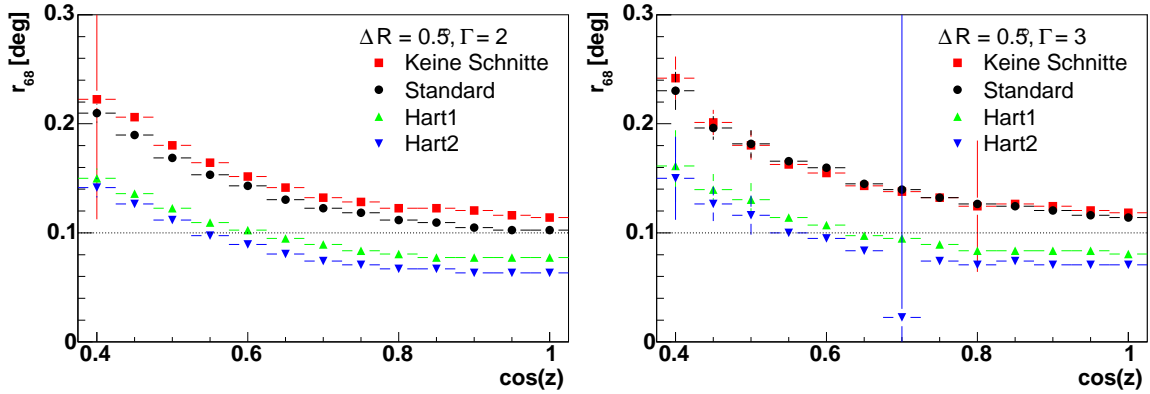 r68 [deg]
0.3
0.2
0.1
0
ΔR = 0.5°, Γ = 2
Keine Schnitte
Standard
Hart1
Hart2
0.4
0.6
0.8
1
cos(z)
r68 [deg]
0.3
0.2
0.1
0
ΔR = 0.5°, Γ = 3
Keine Schnitte
Standard
Hart1
Hart2
0.4
0.6
0.8
1
cos(z)